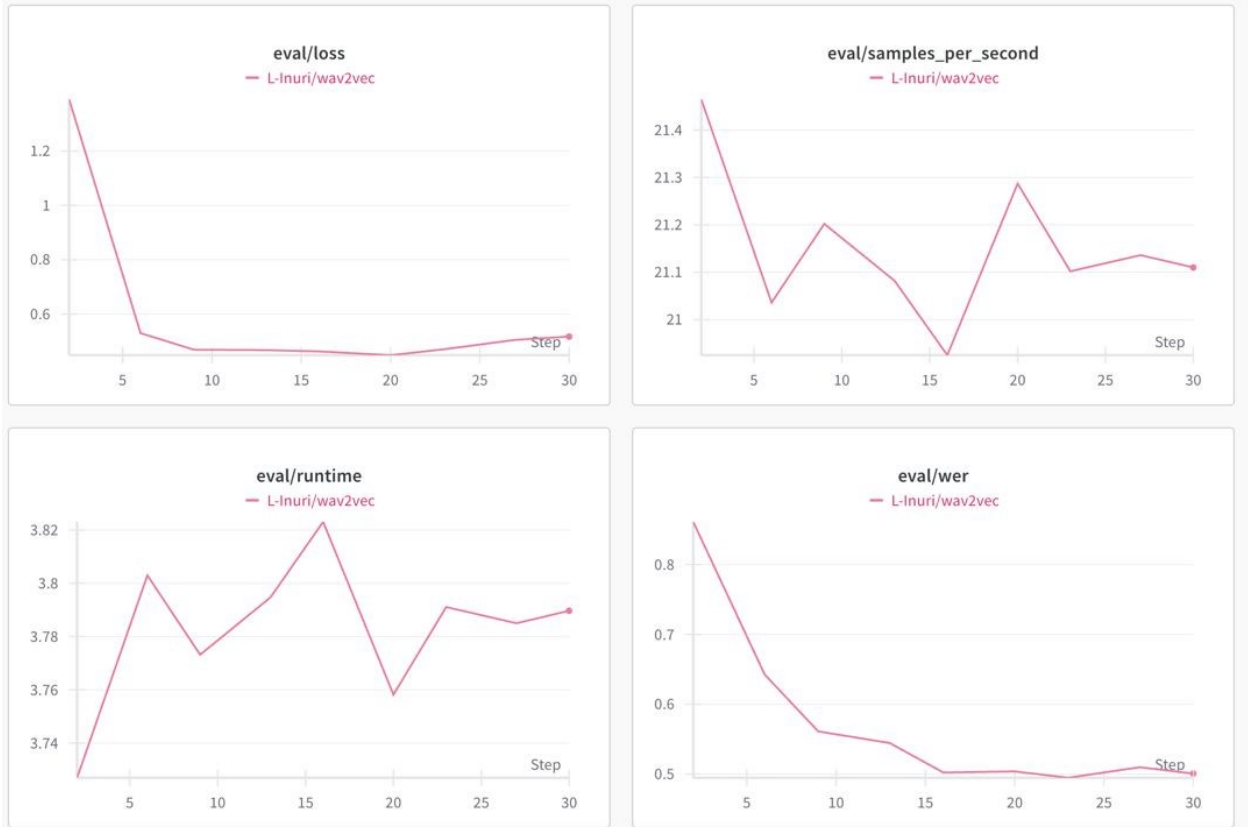 eval/loss
L-Inuri/wav2vec
1.2
1
0.8
0.6
Step
5 10 15 20 25 30
eval/samples_per_second
L-Inuri/wav2vec
21.4
21.3
21.2
21.1
21
Step
5 10 15 20 25 30
eval/runtime
L-Inuri/wav2vec
3.82
3.8
3.78
3.76
3.74
Step
5 10 15 20 25 30
eval/wer
L-Inuri/wav2vec
0.8
0.7
0.6
0.5
Step
5 10 15 20 25 30